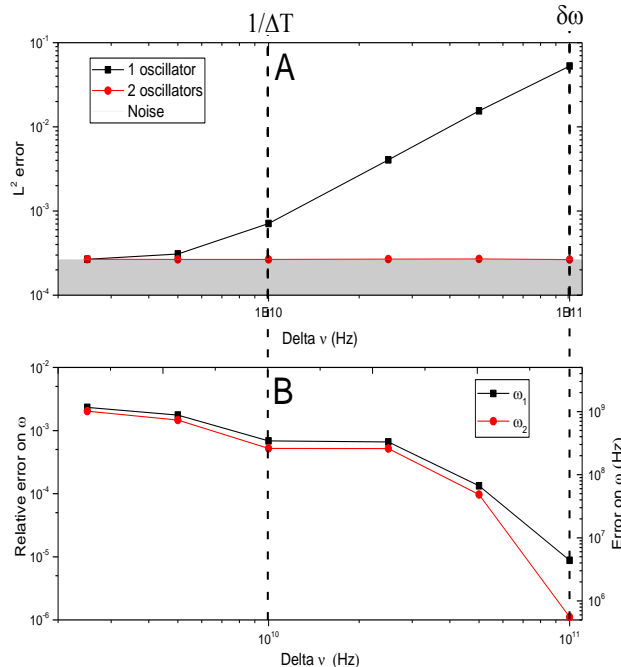 1/ΔT
δω
10⁻¹
A
1 oscillator
2 oscillators
Noise
10⁻²
L² error
10⁻³
10⁻⁴
Delta ν (Hz)
10⁻²
B
ω₁
ω₂
10⁹
10⁻³
Relative error on ω
10⁸
10⁻⁴
Error on ω (Hz)
10⁷
10⁻⁵
10⁶
10⁻⁶
10¹⁰
10¹¹
Delta ν (Hz)